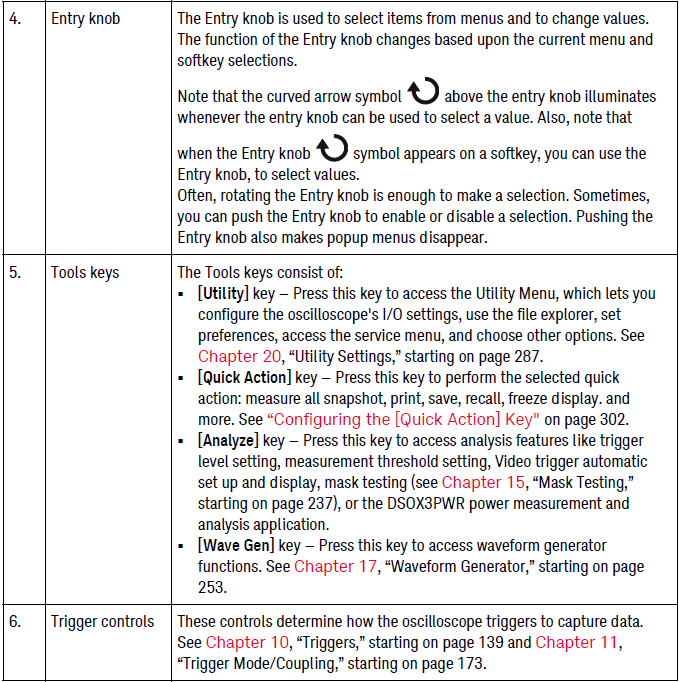 4. Entry knob The Entry knob is used to select items from menus and to change values.
The function of the Entry knob changes based upon the current menu and
softkey selections.
Note that the curved arrow symbol above the entry knob illuminates
whenever the entry knob can be used to select a value. Also, note that
when the Entry knob symbol appears on a softkey, you can use the
Entry knob, to select values.
Often, rotating the Entry knob is enough to make a selection. Sometimes,
you can push the Entry knob to enable or disable a selection. Pushing the
Entry knob also makes popup menus disappear.
5. Tools keys The Tools keys consist of:
▪ [Utility] key – Press this key to access the Utility Menu, which lets you
configure the oscilloscope's I/O settings, use the file explorer, set
preferences, access the service menu, and choose other options. See
Chapter 20, “Utility Settings,” starting on page 287.
▪ [Quick Action] key – Press this key to perform the selected quick
action: measure all snapshot, print, save, recall, freeze display. and
more. See “Configuring the [Quick Action] Key" on page 302.
▪ [Analyze] key – Press this key to access analysis features like trigger
level setting, measurement threshold setting, Video trigger automatic
set up and display, mask testing (see Chapter 15, “Mask Testing,”
starting on page 237), or the DSOX3PWR power measurement and
analysis application.
▪ [Wave Gen] key – Press this key to access waveform generator
functions. See Chapter 17, “Waveform Generator,” starting on page
253.
6. Trigger controls These controls determine how the oscilloscope triggers to capture data.
See Chapter 10, “Triggers,” starting on page 139 and Chapter 11,
“Trigger Mode/Coupling,” starting on page 173.